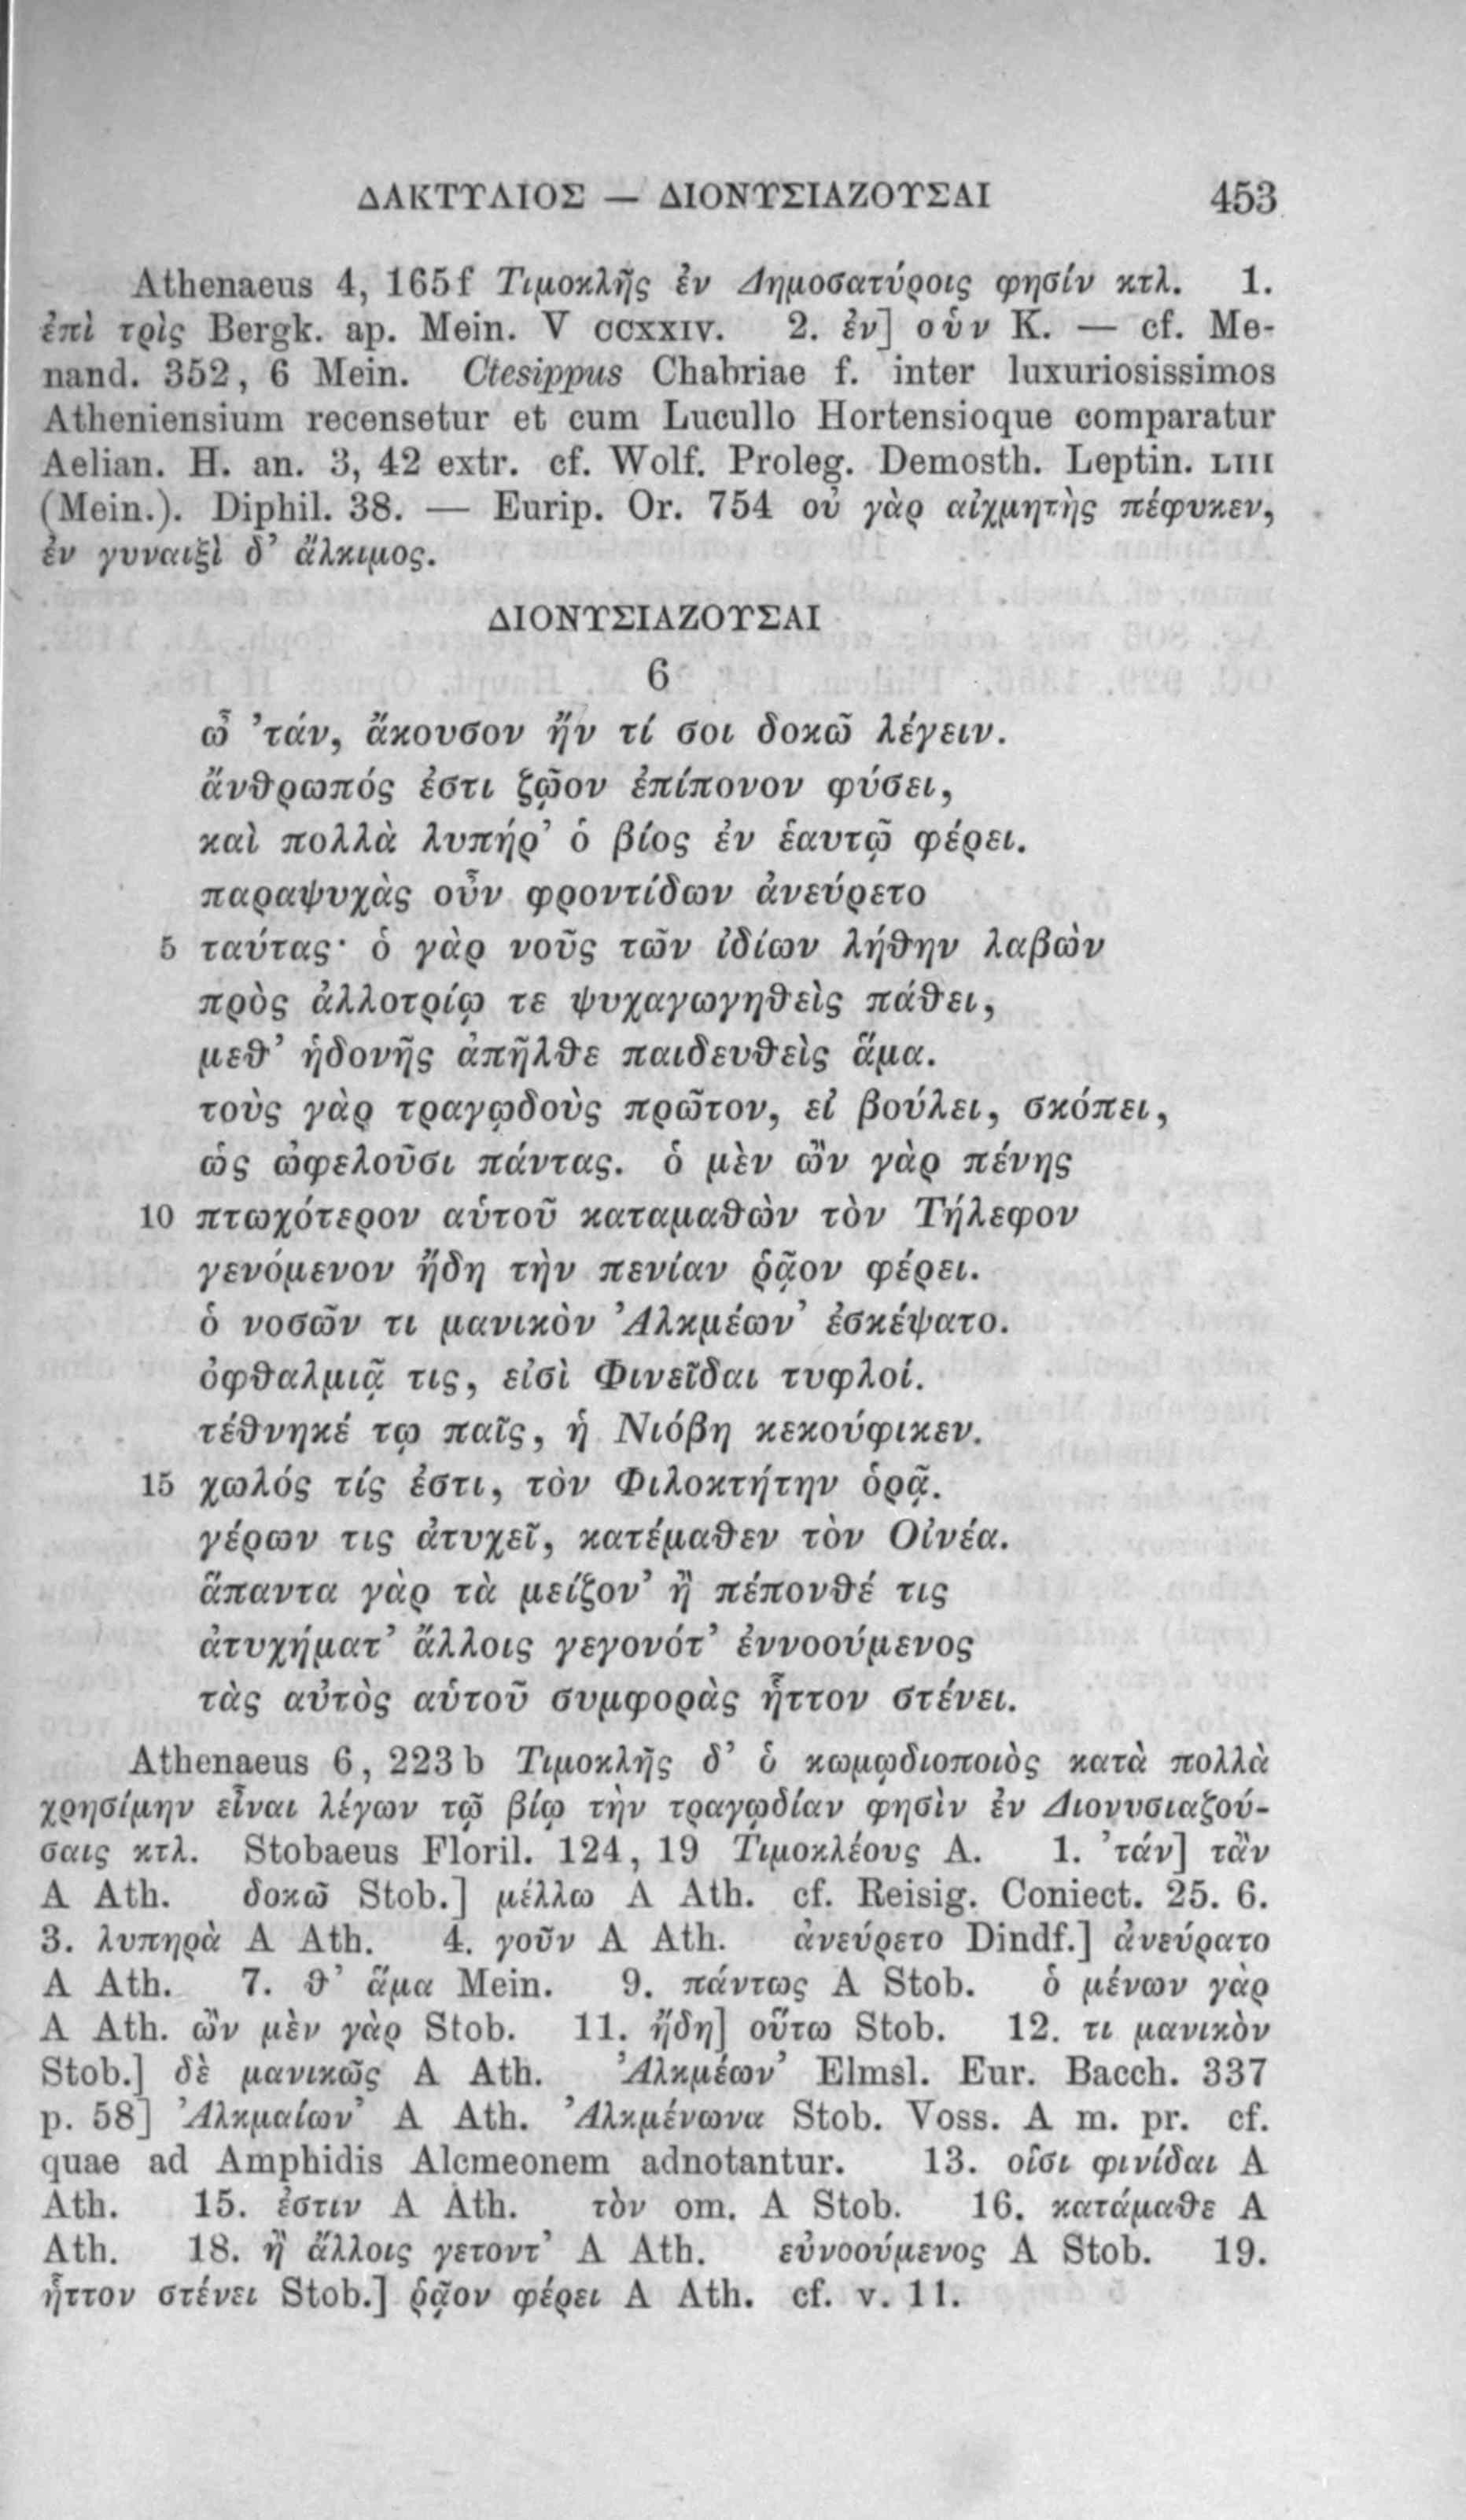 ΔΑΚΤΥΛΙΟΣ — ΔΙΟΝΥΣΙΑΖΟΥΣΑΙ 453
Athenaeus 4, 165f Τιμοκλῆς ἐν Δημοσατύροις φησίν κτλ. 1.
ἐπὶ τρὶς Bergk. ap. Mein. V CCXXIV. 2. ἐν] σὺν K. — cf. Me-
nand. 352, 6 Mein. Ctesippus Chabriae f. inter luxuriosissimos
Atheniensium recensetur et cum Lucullo Hortensioque comparatur
Aelian. H. an. 3, 42 extr. cf. Wolf. Proleg. Demosth. Leptin. LIII
(Mein.). Diphil. 38. — Eurip. Or. 754 οὐ γὰρ αἰχμητὴς πέφυκεν,
ἐν γυναιξὶ δ’ ἄλκιμος.
ΔΙΟΝΥΣΙΑΖΟΥΣΑΙ
6
ὦ ’τάν, ἄκουσον ἤν τί σοι δοκῶ λέγειν.
ἄνθρωπός ἐστι ζῷον ἐπίπονον φύσει,
καὶ πολλὰ λυπήρ’ ὁ βίος ἐν ἑαυτῷ φέρει.
παραψυχὰς οὖν φροντίδων ἀνεύρετο
5 ταύτας· ὁ γὰρ νοῦς τῶν ἰδίων λήθην λαβὼν
πρὸς ἀλλοτρίῳ τε ψυχαγωγηθεὶς πάθει,
μεθ’ ἡδονῆς ἀπῆλθε παιδευθεὶς ἅμα.
τοὺς γὰρ τραγῳδοὺς πρῶτον, εἰ βούλει, σκόπει,
ὡς ὠφελοῦσι πάντας. ὁ μὲν ὢν γὰρ πένης
10 πτωχότερον αὑτοῦ καταμαθὼν τὸν Τήλεφον
γενόμενον ἤδη τὴν πενίαν ῥᾷον φέρει.
ὁ νοσῶν τι μανικὸν Ἀλκμέων’ ἐσκέψατο.
ὀφθαλμιᾷ τις, εἰσὶ Φινεῖδαι τυφλοί.
τέθνηκέ τῳ παῖς, ἡ Νιόβη κεκούφικεν.
15 χωλός τίς ἐστι, τὸν Φιλοκτήτην ὁρᾷ.
γέρων τις ἀτυχεῖ, κατέμαθεν τὸν Οἰνέα.
ἅπαντα γὰρ τὰ μείζον’ ἢ πέπονθέ τις
ἀτυχήματ’ ἄλλοις γεγονότ’ ἐννοούμενος
τὰς αὐτὸς αὑτοῦ συμφορὰς ἧττον στένει.
Athenaeus 6, 223b Τιμοκλῆς δ’ ὁ κωμῳδιοποιὸς κατὰ πολλὰ
χρησίμην εἶναι λέγων τῷ βίῳ τὴν τραγῳδίαν φησὶν ἐν Διονυσιαζού-
σαις κτλ. Stobaeus Floril. 124, 19 Τιμοκλέους A. 1. ’τάν] τἂν
A Ath. δοκῶ Stob.] μέλλω A Ath. cf. Reisig. Coniect. 25. 6.
3. λυπηρὰ A Ath. 4. γοῦν A Ath. ἀνεύρετο Dindf.] ἀνεύρατο
A Ath. 7. θ’ ἅμα Mein. 9. πάντως A Stob. ὁ μένων γὰρ
A Ath. ὢν μὲν γὰρ Stob. 11. ἤδη] οὕτω Stob. 12. τι μανικὸν
Stob.] δὲ μανικῶς A Ath. Ἀλκμέων’ Elmsl. Eur. Bacch. 337
p. 58] Ἀλκμαίων’ A Ath. Ἀλκμένωνα Stob. Voss. A m. pr. cf.
quae ad Amphidis Alcmeonem adnotantur. 13. οἷσι φινίδαι A
Ath. 15. ἐστιν A Ath. τὸν om. A Stob. 16. κατάμαθε A
Ath. 18. ἢ ἄλλοις γετοντ’ A Ath. εὐνοούμενος A Stob. 19.
ἧττον στένει Stob.] ῥᾷον φέρει A Ath. cf. v. 11.